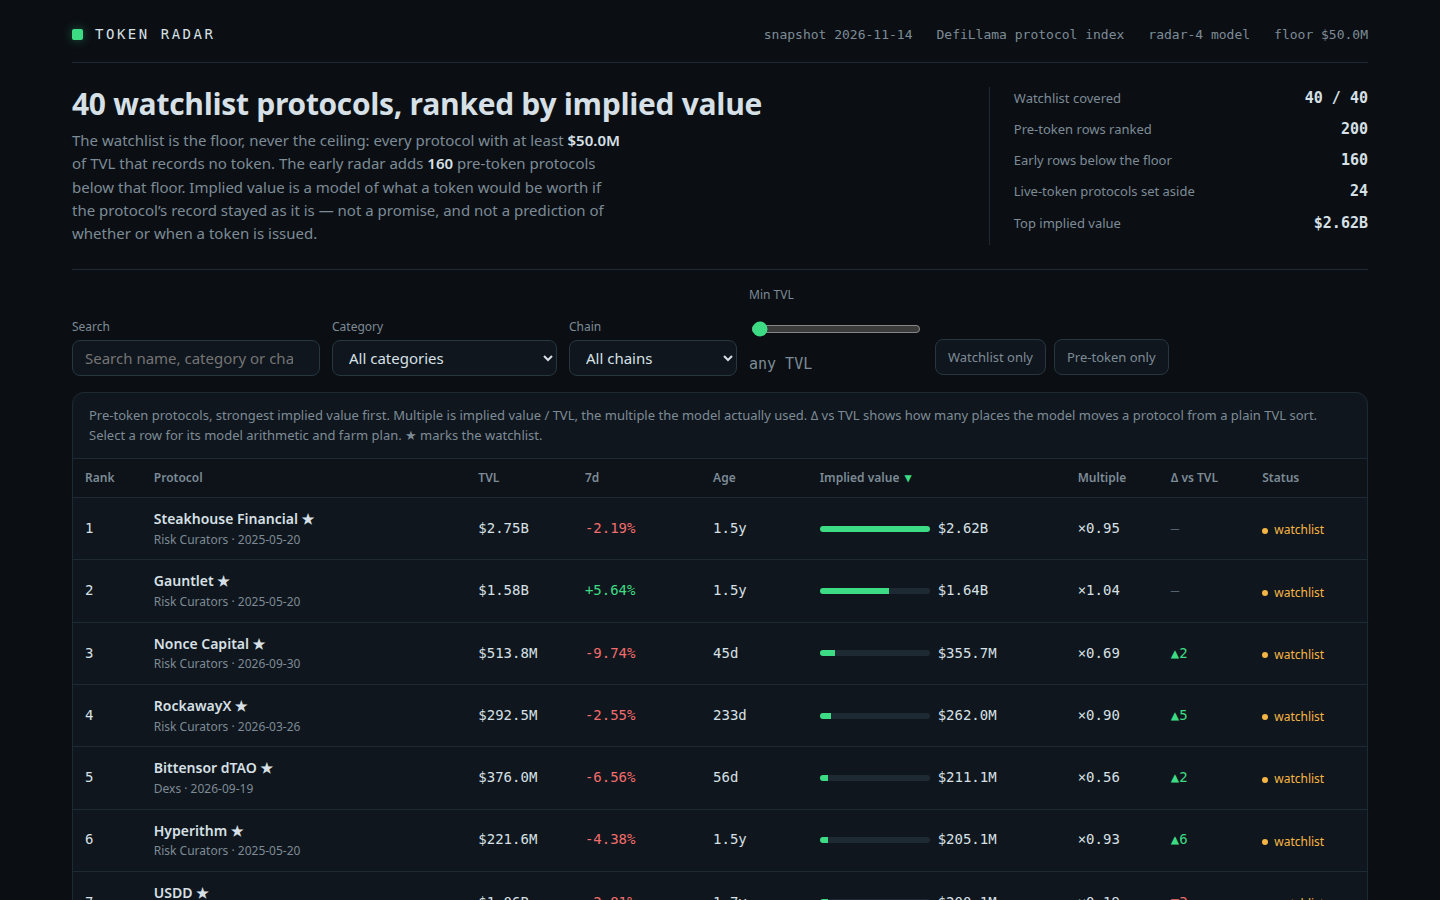 TOKEN RADAR
snapshot 2026-11-14 DefiLlama protocol index radar-4 model floor $50.0M
40 watchlist protocols, ranked by implied value
The watchlist is the floor, never the ceiling: every protocol with at least $50.0M
of TVL that records no token. The early radar adds 160 pre-token protocols
below that floor. Implied value is a model of what a token would be worth if
the protocol's record stayed as it is — not a promise, and not a prediction of
whether or when a token is issued.
Watchlist covered 40 / 40
Pre-token rows ranked 200
Early rows below the floor 160
Live-token protocols set aside 24
Top implied value $2.62B
Search
Search name, category or cha
Category
All categories
Chain
All chains
Min TVL
any TVL
Watchlist only
Pre-token only
Pre-token protocols, strongest implied value first. Multiple is implied value / TVL, the multiple the model actually used. Δ vs TVL shows how many places the model moves a protocol from a plain TVL sort.
Select a row for its model arithmetic and farm plan. ★ marks the watchlist.
Rank Protocol TVL 7d Age Implied value ▼ Multiple Δ vs TVL Status
1 Steakhouse Financial ★ $2.75B -2.19% 1.5y $2.62B ×0.95 — watchlist
Risk Curators · 2025-05-20
2 Gauntlet ★ $1.58B +5.64% 1.5y $1.64B ×1.04 — watchlist
Risk Curators · 2025-05-20
3 Nonce Capital ★ $513.8M -9.74% 45d $355.7M ×0.69 ▲2 watchlist
Risk Curators · 2026-09-30
4 RockawayX ★ $292.5M -2.55% 233d $262.0M ×0.90 ▲5 watchlist
Risk Curators · 2026-03-26
5 Bittensor dTAO ★ $376.0M -6.56% 56d $211.1M ×0.56 ▲2 watchlist
Dexs · 2026-09-19
6 Hyperithm ★ $221.6M -4.38% 1.5y $205.1M ×0.93 ▲6 watchlist
Risk Curators · 2025-05-20
USDD ★